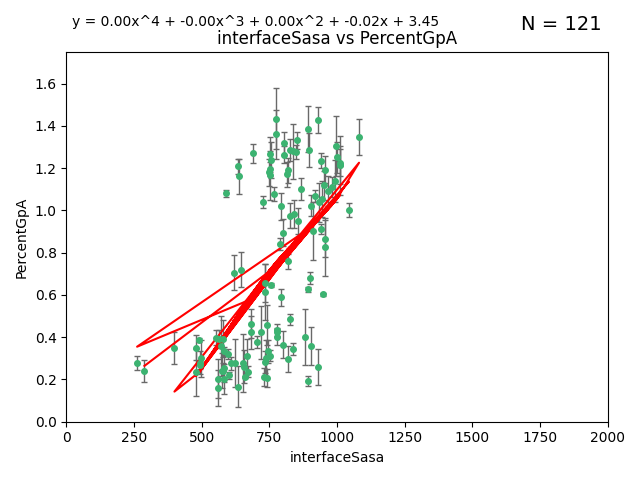 y = 0.00x^4 + -0.00x^3 + 0.00x^2 + -0.02x + 3.45
N = 121
interfaceSasa vs PercentGpA
PercentGpA
1.6
1.4
1.2
1.0
0.8
0.6
0.4
0.2
0.0
0 250 500 750 1000 1250 1500 1750 2000
interfaceSasa